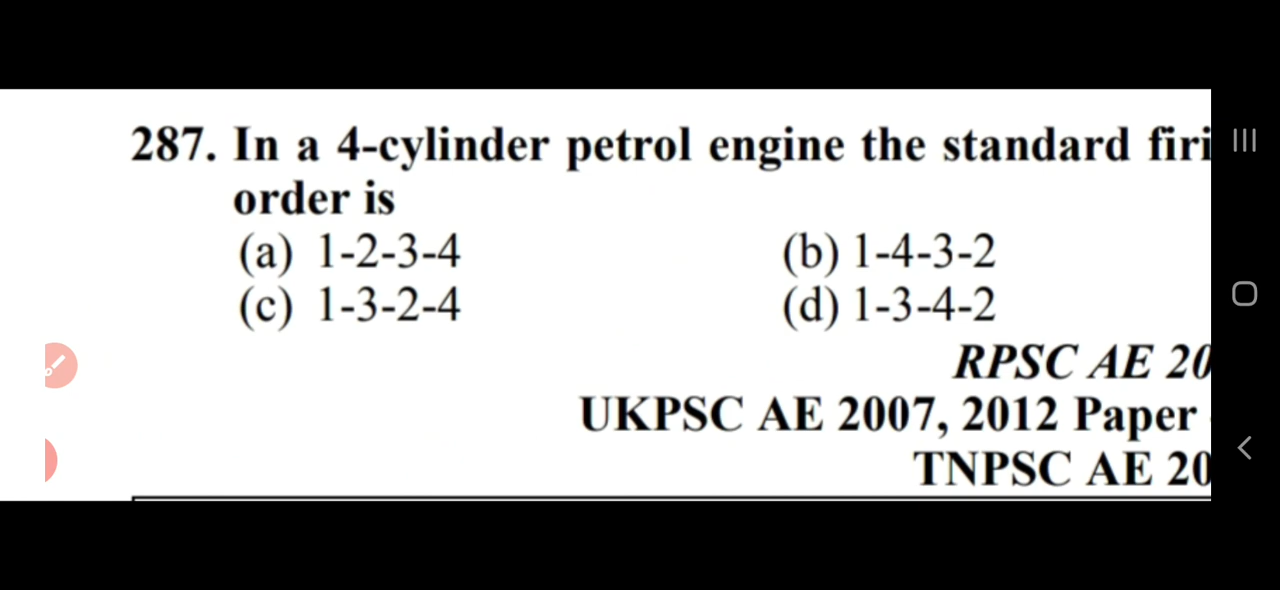 287. In a 4-cylinder petrol engine the standard firi
order is
(a) 1-2-3-4 (b) 1-4-3-2
(c) 1-3-2-4 (d) 1-3-4-2
RPSC AE 20
UKPSC AE 2007, 2012 Paper
TNPSC AE 20